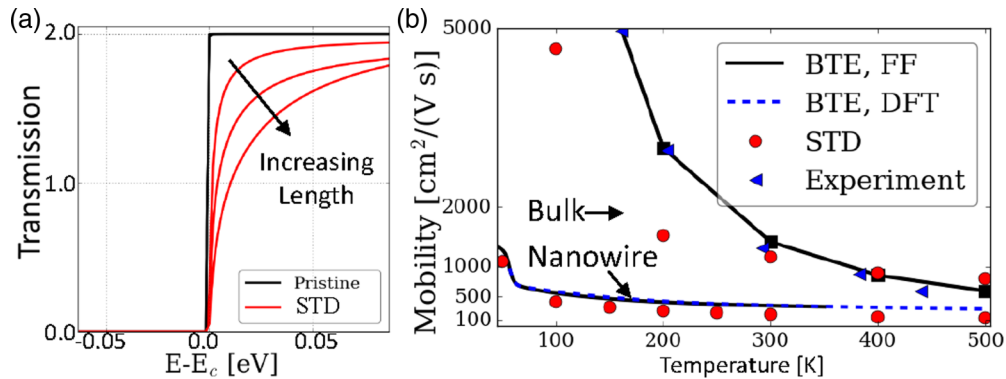 (a)
2.0
1.0
0.0
Transmission
Increasing
Length
Pristine
STD
-0.05
0.00
0.05
E-Ec [eV]
(b)
5000
2000
1000
500
100
Mobility [cm²/(V s)]
BTE, FF
BTE, DFT
STD
Experiment
Bulk
Nanowire
100
200
300
400
500
Temperature [K]